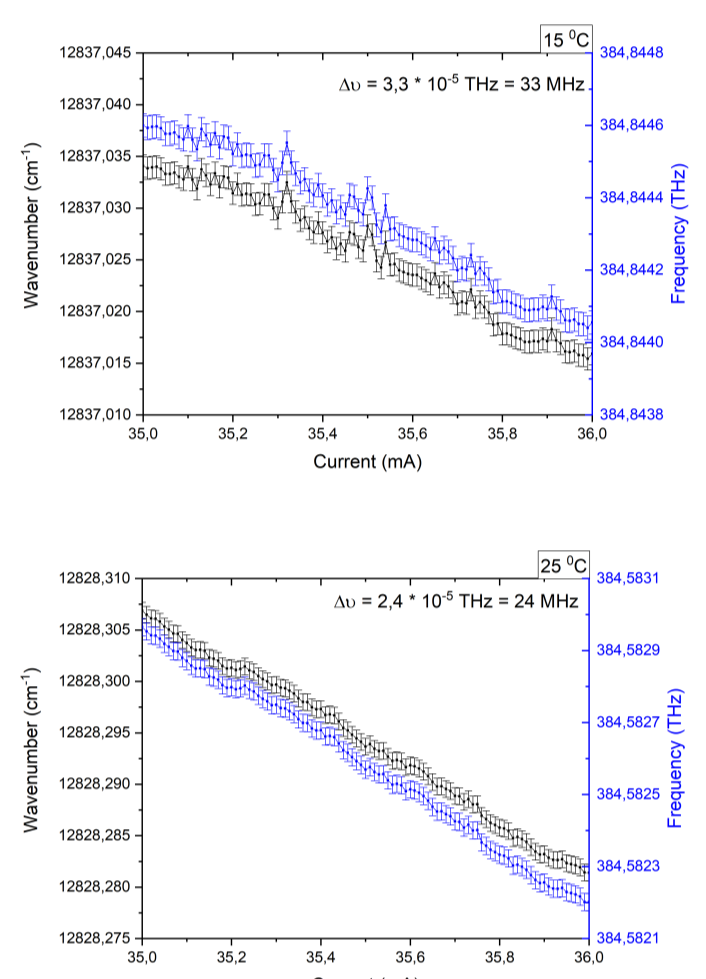 15 ⁰C
Δυ = 3,3 * 10⁻⁵ THz = 33 MHz
12837,045
12837,040
12837,035
12837,030
12837,025
12837,020
12837,015
12837,010
Wavenumber (cm⁻¹)
384,8448
384,8446
384,8444
384,8442
384,8440
384,8438
Frequency (THz)
35,0 35,2 35,4 35,6 35,8 36,0
Current (mA)
25 ⁰C
Δυ = 2,4 * 10⁻⁵ THz = 24 MHz
12828,310
12828,305
12828,300
12828,295
12828,290
12828,285
12828,280
12828,275
Wavenumber (cm⁻¹)
384,5831
384,5829
384,5827
384,5825
384,5823
384,5821
Frequency (THz)
35,0 35,2 35,4 35,6 35,8 36,0